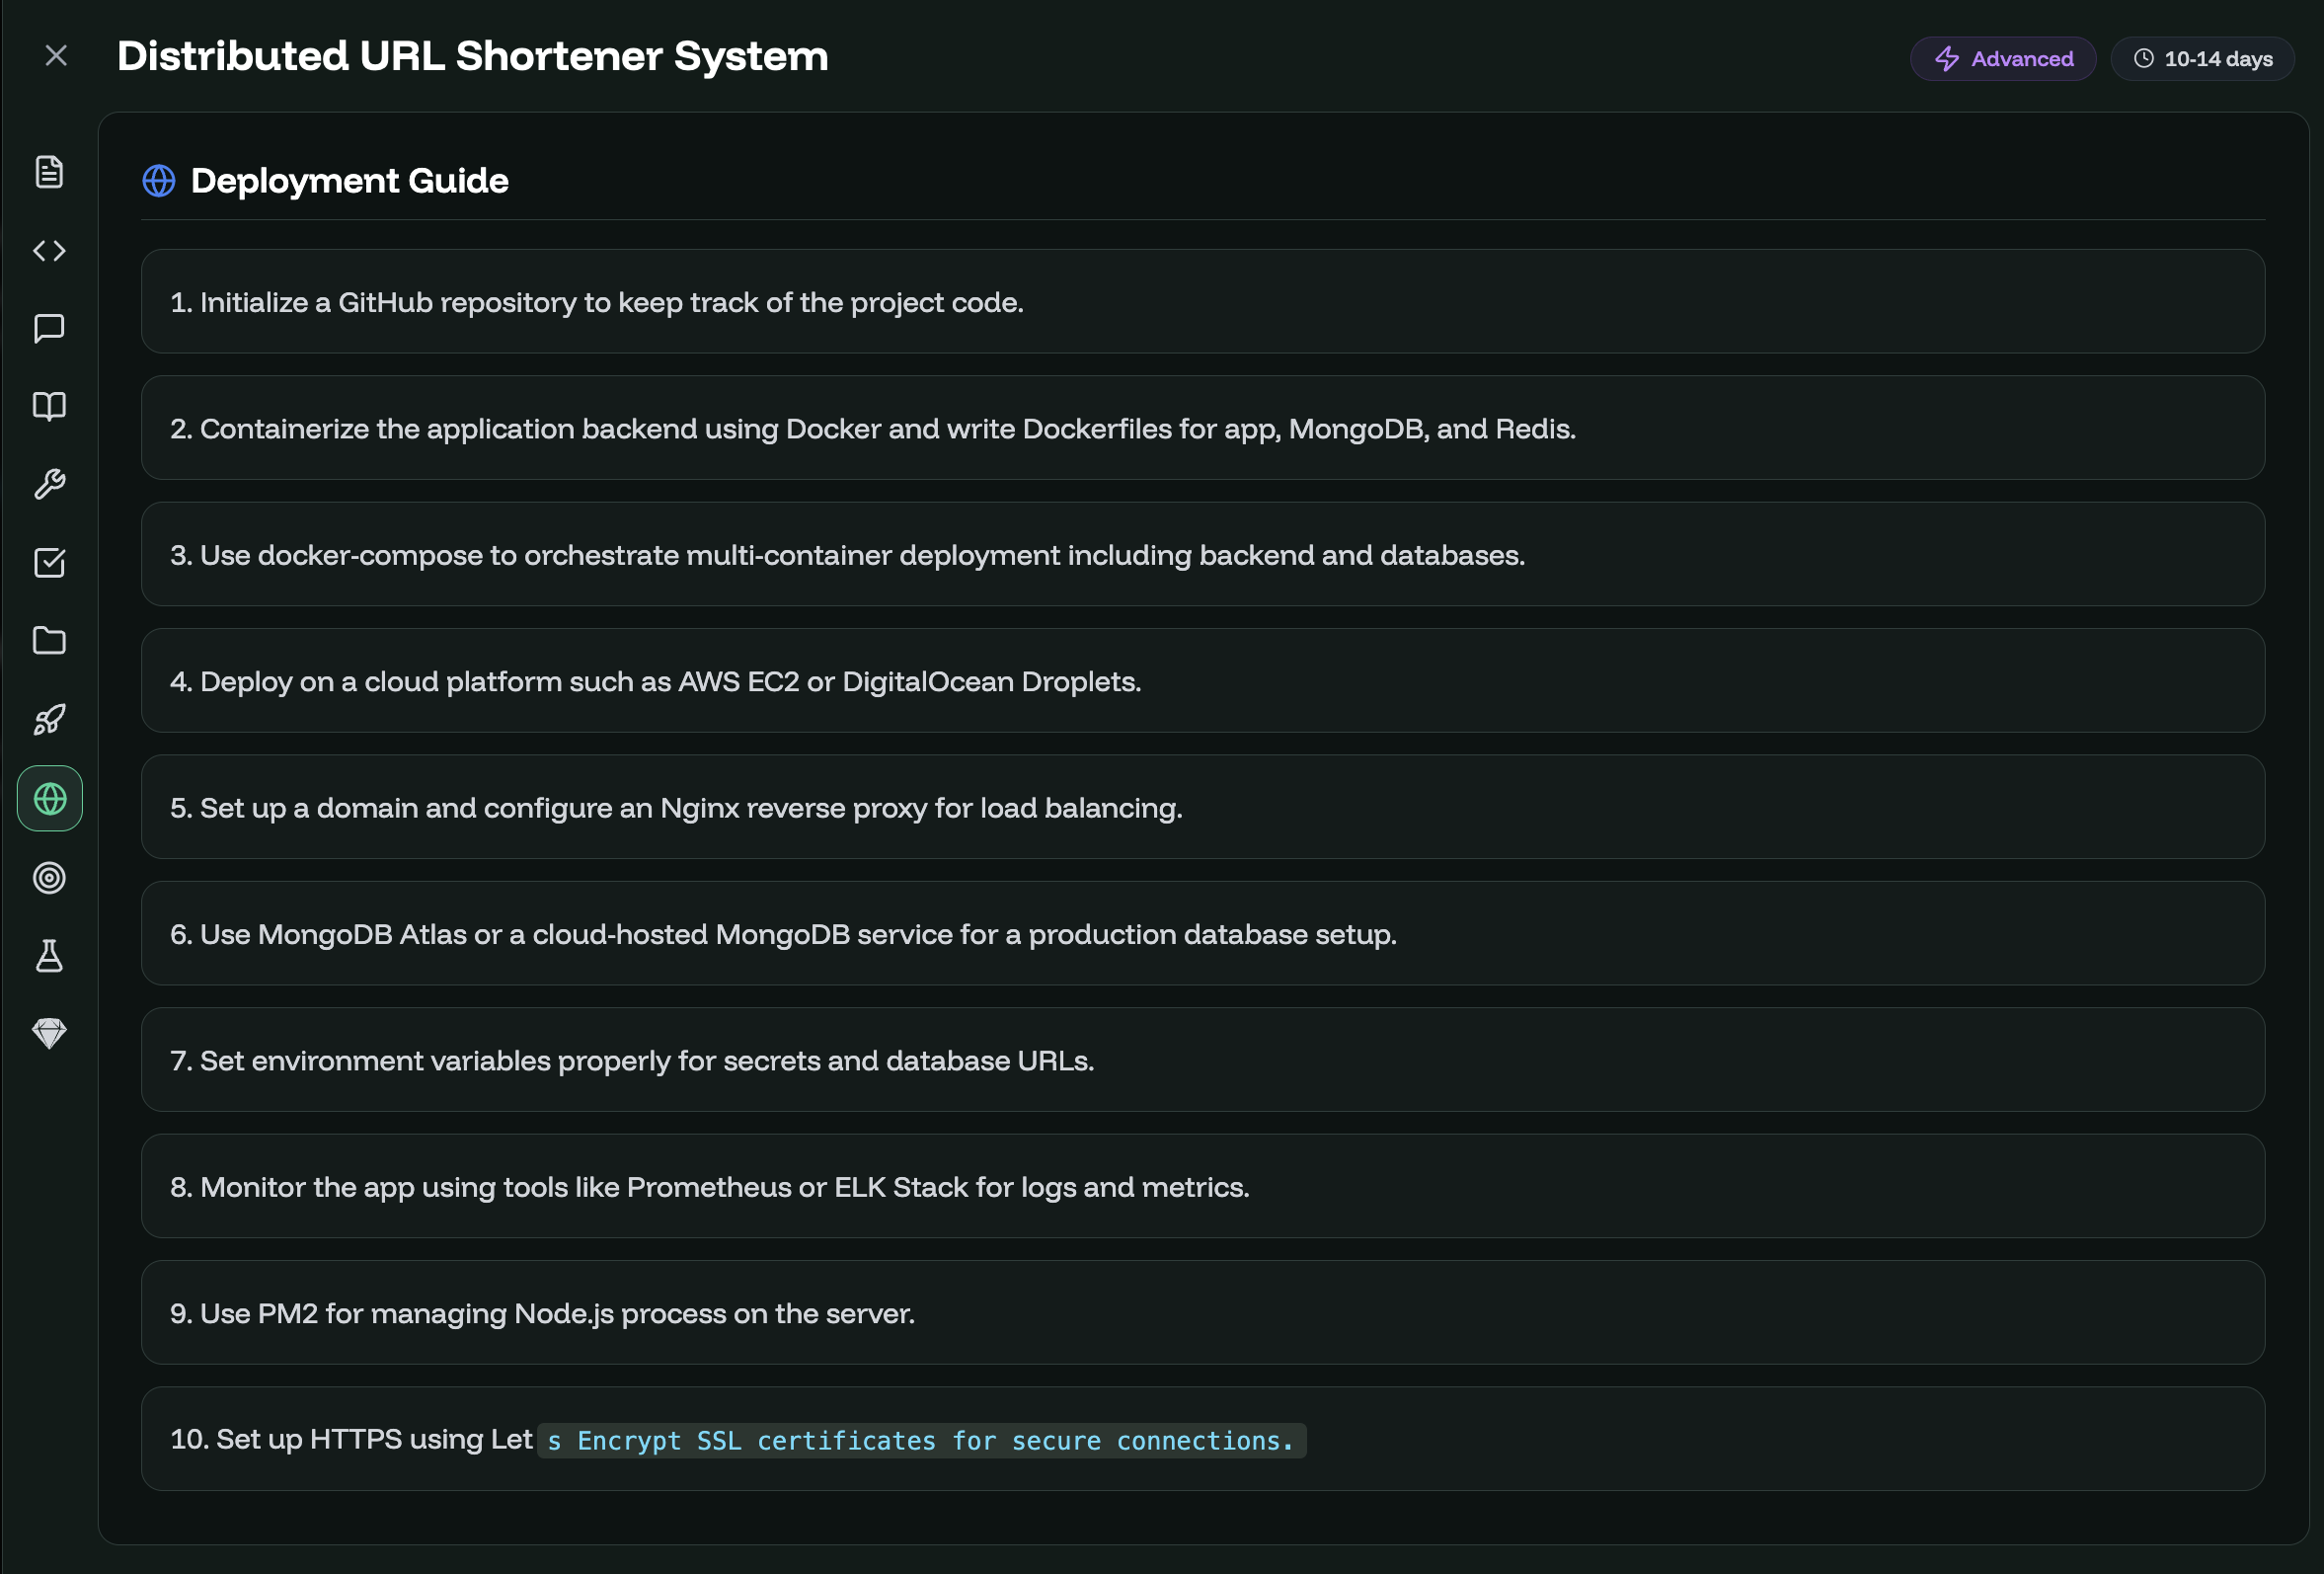 Distributed URL Shortener System
Advanced
10-14 days
Deployment Guide
1. Initialize a GitHub repository to keep track of the project code.
2. Containerize the application backend using Docker and write Dockerfiles for app, MongoDB, and Redis.
3. Use docker-compose to orchestrate multi-container deployment including backend and databases.
4. Deploy on a cloud platform such as AWS EC2 or DigitalOcean Droplets.
5. Set up a domain and configure an Nginx reverse proxy for load balancing.
6. Use MongoDB Atlas or a cloud-hosted MongoDB service for a production database setup.
7. Set environment variables properly for secrets and database URLs.
8. Monitor the app using tools like Prometheus or ELK Stack for logs and metrics.
9. Use PM2 for managing Node.js process on the server.
10. Set up HTTPS using Let s Encrypt SSL certificates for secure connections.